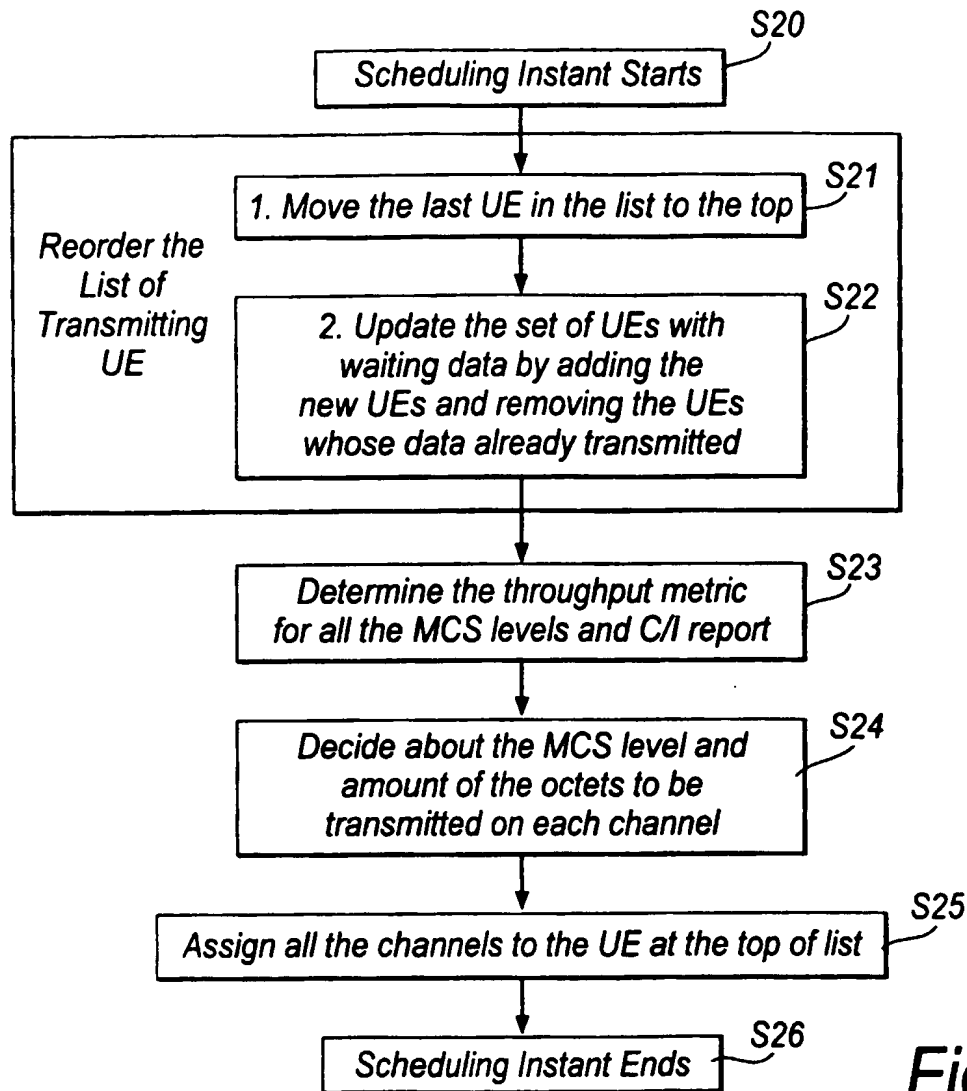 S20
Scheduling Instant Starts
Reorder the
List of
Transmitting
UE
S21
1. Move the last UE in the list to the top
S22
2. Update the set of UEs with
waiting data by adding the
new UEs and removing the UEs
whose data already transmitted
S23
Determine the throughput metric
for all the MCS levels and C/I report
S24
Decide about the MCS level and
amount of the octets to be
transmitted on each channel
S25
Assign all the channels to the UE at the top of list
S26
Scheduling Instant Ends